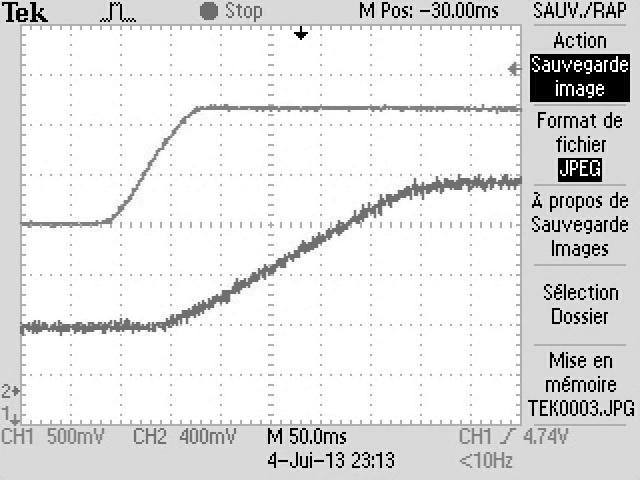 Tek
Stop
M Pos: -30.00ms
SAUV./RAP
Action
Sauvegarde
image
Format de
fichier
JPEG
À propos de
Sauvegarde
Images
Sélection
Dossier
Mise en
mémoire
TEK0003.JPG
2
1
CH1 500mV
CH2 400mV
M 50.0ms
CH1 4.74V
4-Jui-13 23:13
<10Hz